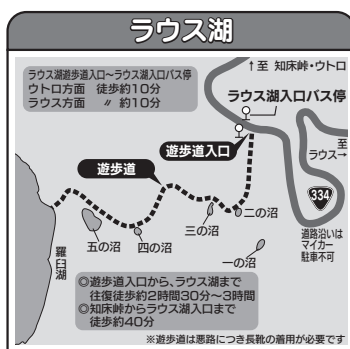 ラウス湖
ラウス湖遊歩道入口～ラウス湖入口バス停
ウトロ方面 徒歩約10分
ラウス方面 〃 約10分
↑至 知床峠・ウトロ
ラウス湖入口バス停
遊歩道入口
至
ラウス→
遊歩道
334
道路沿いは
マイカー
駐車不可
二の沼
三の沼
四の沼
五の沼
一の沼
羅臼湖
◎遊歩道入口から、ラウス湖まで
往復徒歩約2時間30分～3時間
◎知床峠からラウス湖入口まで
徒歩約40分
※遊歩道は悪路につき長靴の着用が必要です